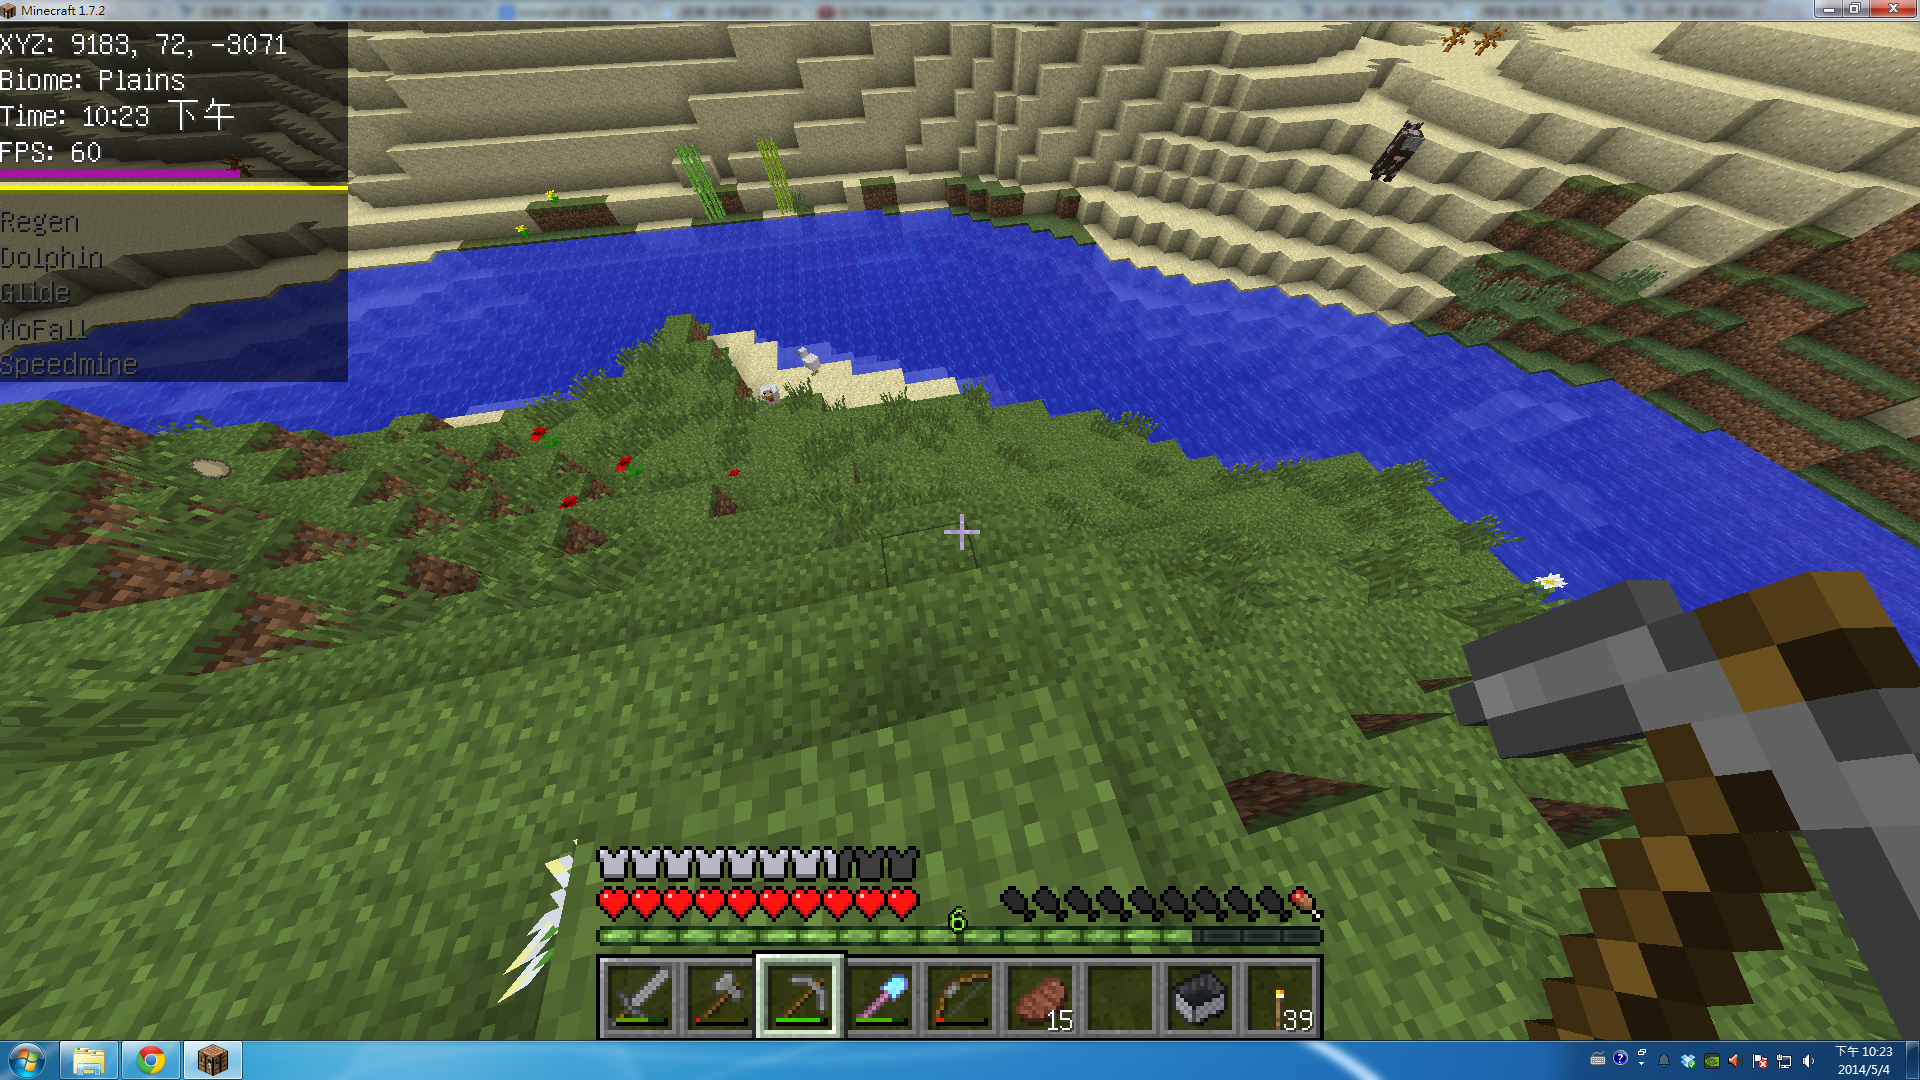 Minecraft 1.7.2
XYZ: 9183, 72, -3071
Biome: Plains
Time: 10:23 下午
FPS: 60
Regen
Dolphin
Glide
NoFall
Speedmine
6
15
39
下午 10:23
2014/5/4